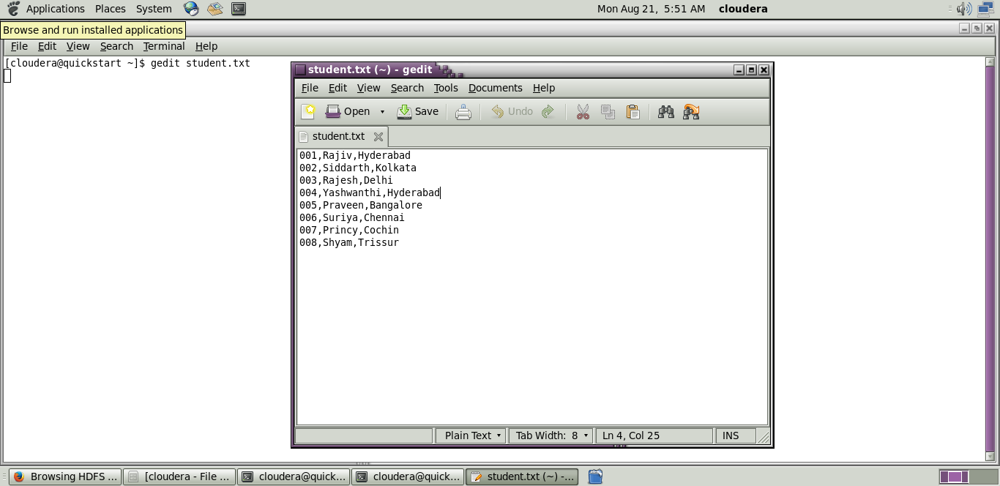 Applications Places System Mon Aug 21, 5:51 AM cloudera
Browse and run installed applications
File Edit View Search Terminal Help
[cloudera@quickstart ~]$ gedit student.txt
student.txt (~) - gedit
File Edit View Search Tools Documents Help
Open Save Undo
student.txt
001,Rajiv,Hyderabad
002,Siddarth,Kolkata
003,Rajesh,Delhi
004,Yashwanthi,Hyderabad
005,Praveen,Bangalore
006,Suriya,Chennai
007,Princy,Cochin
008,Shyam,Trissur
Plain Text Tab Width: 8 Ln 4, Col 25 INS
Browsing HDFS ... [cloudera - File ... cloudera@quick... cloudera@quick... student.txt (~) -...